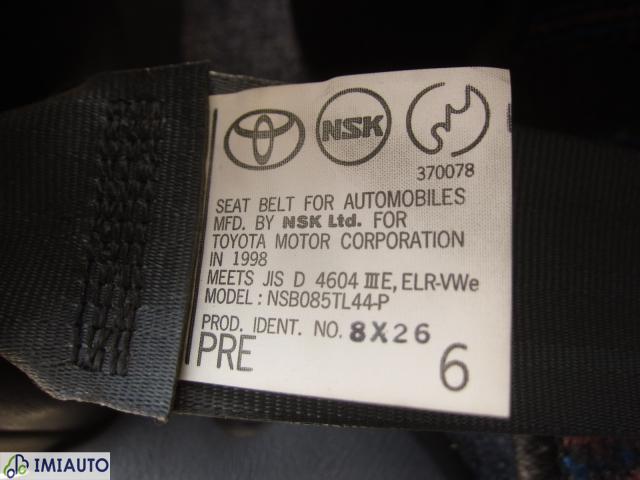 NSK
370078
SEAT BELT FOR AUTOMOBILES
MFD. BY NSK Ltd. FOR
TOYOTA MOTOR CORPORATION
IN 1998
MEETS JIS D 4604 ⅢE, ELR-VWe
MODEL : NSB085TL44-P
PROD. IDENT. NO. 8X26
PRE 6
IMIAUTO